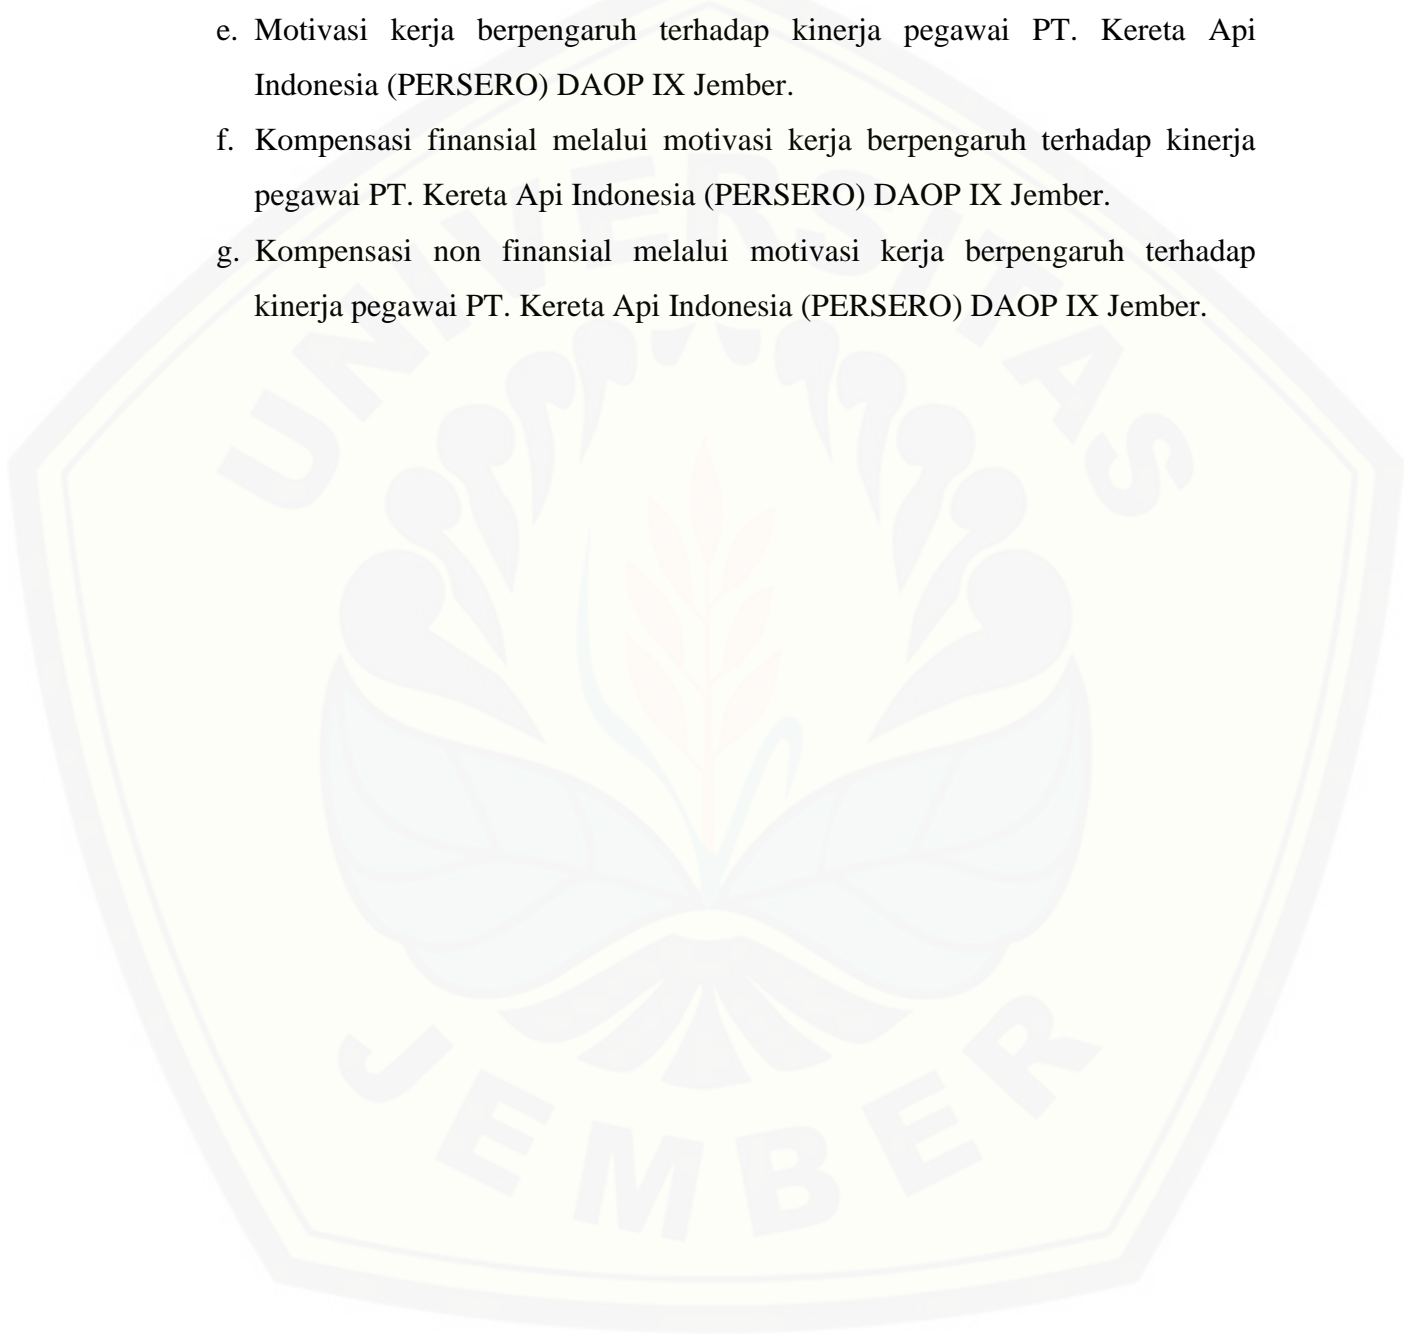 e. Motivasi kerja berpengaruh terhadap kinerja pegawai PT. Kereta Api
Indonesia (PERSERO) DAOP IX Jember.
f. Kompensasi finansial melalui motivasi kerja berpengaruh terhadap kinerja
pegawai PT. Kereta Api Indonesia (PERSERO) DAOP IX Jember.
g. Kompensasi non finansial melalui motivasi kerja berpengaruh terhadap
kinerja pegawai PT. Kereta Api Indonesia (PERSERO) DAOP IX Jember.
UNIVERSITAS
JEMBER